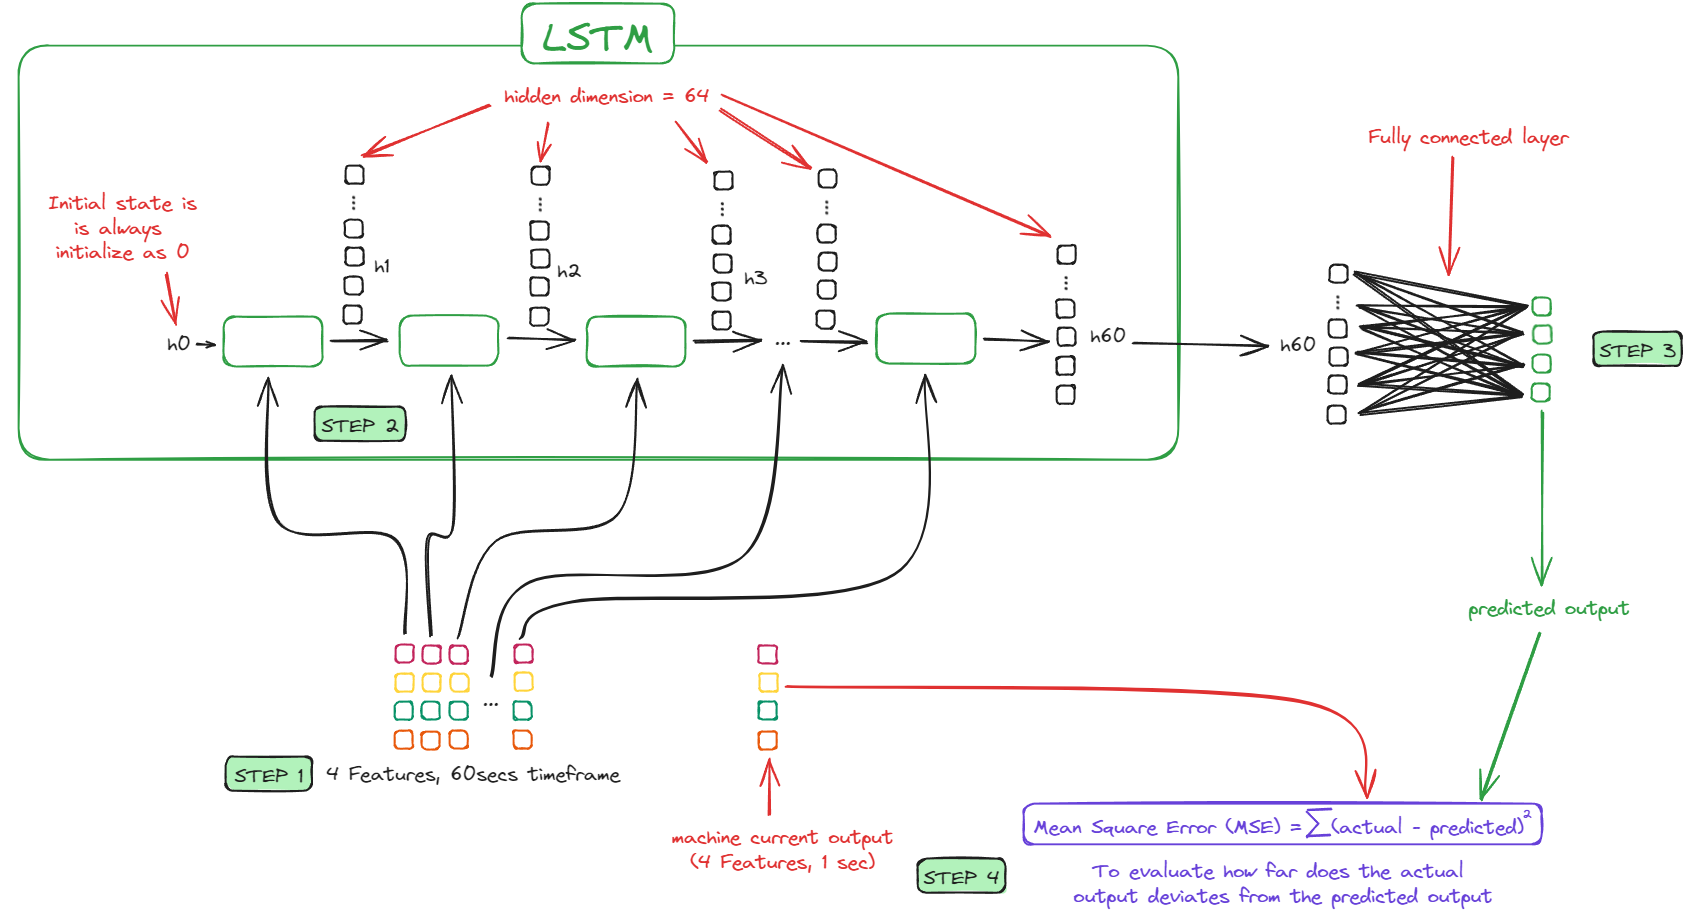 LSTM
hidden dimension = 64
Fully connected layer
Initial state is
is always
initialize as 0
h1
h2
h3
h0
...
h60
h60
STEP 3
STEP 2
predicted output
...
STEP 1
4 Features, 60secs timeframe
machine current output
(4 Features, 1 sec)
Mean Square Error (MSE) = ∑(actual - predicted)²
STEP 4
To evaluate how far does the actual
output deviates from the predicted output